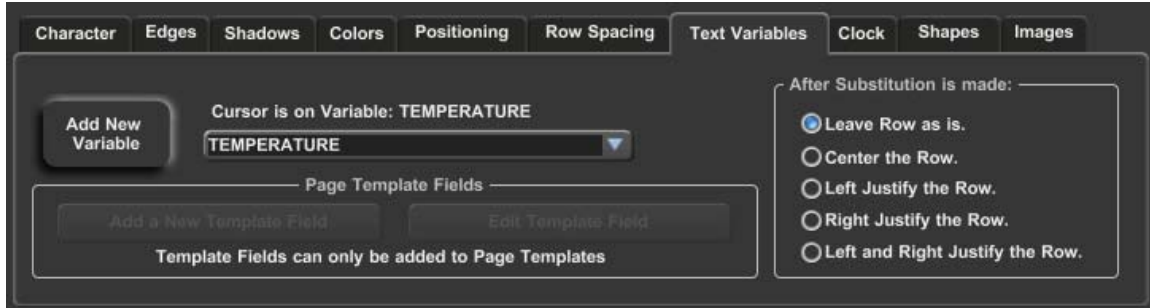 Character Edges Shadows Colors Positioning Row Spacing Text Variables Clock Shapes Images
Add New
Variable
Cursor is on Variable: TEMPERATURE
TEMPERATURE
Page Template Fields
Add a New Template Field Edit Template Field
Template Fields can only be added to Page Templates
After Substitution is made:
Leave Row as is.
Center the Row.
Left Justify the Row.
Right Justify the Row.
Left and Right Justify the Row.